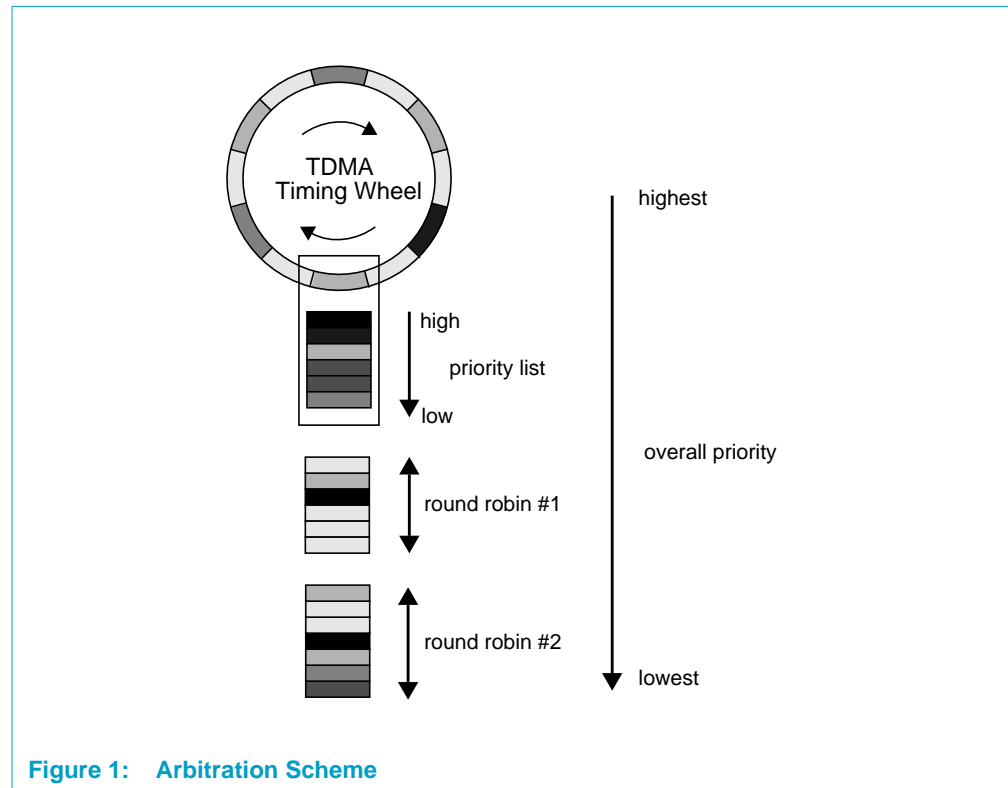 TDMA
Timing Wheel
highest
high
priority list
low
overall priority
round robin #1
round robin #2
lowest
Figure 1: Arbitration Scheme